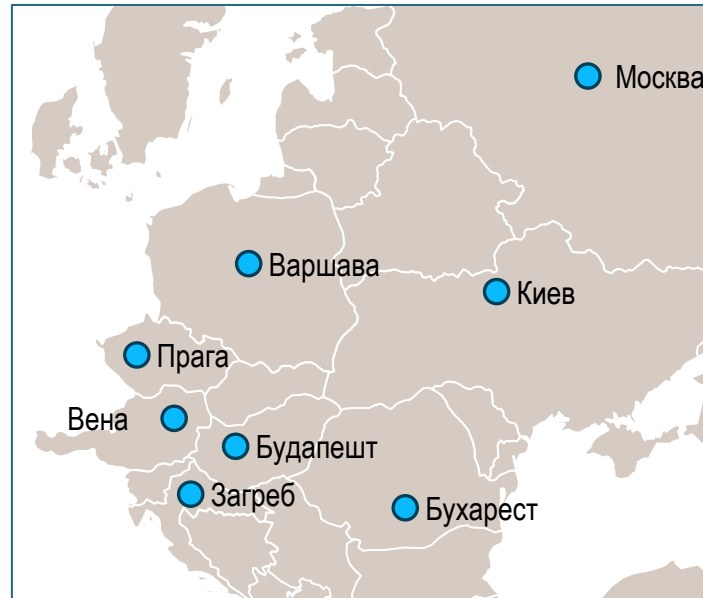 Москва
Варшава
Киев
Прага
Вена
Будапешт
Загреб
Бухарест